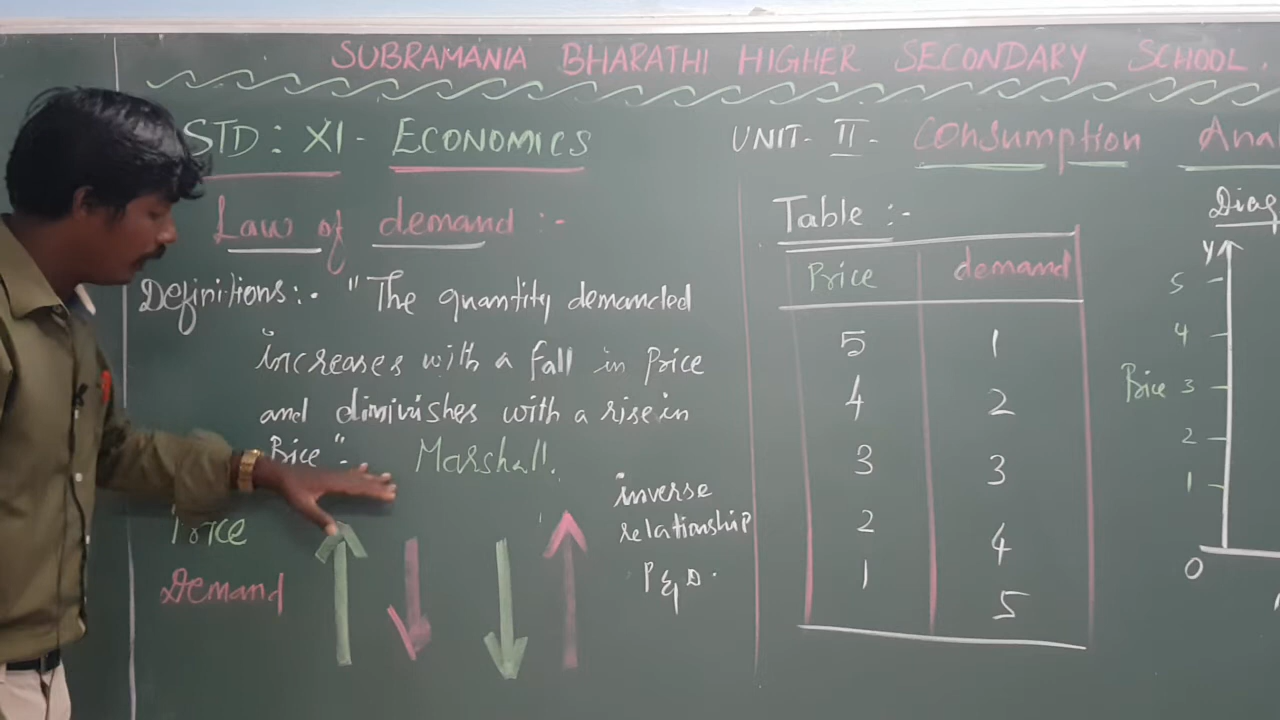 SUBRAMANIA BHARATHI HIGHER SECONDARY SCHOOL.
STD: XI - ECONOMICS
UNIT- II - Consumption Anal
Law of demand :-
Definitions:- "The quantity demanded
increases with a fall in Price
and diminishes with a rise in
Price".
Marshall.
Price
Demand
inverse
relationship
P & D.
Table :-
Price demand
5 1
4 2
3 3
2 4
1 5
Diag
Y
5
4
Price 3
2
1
0